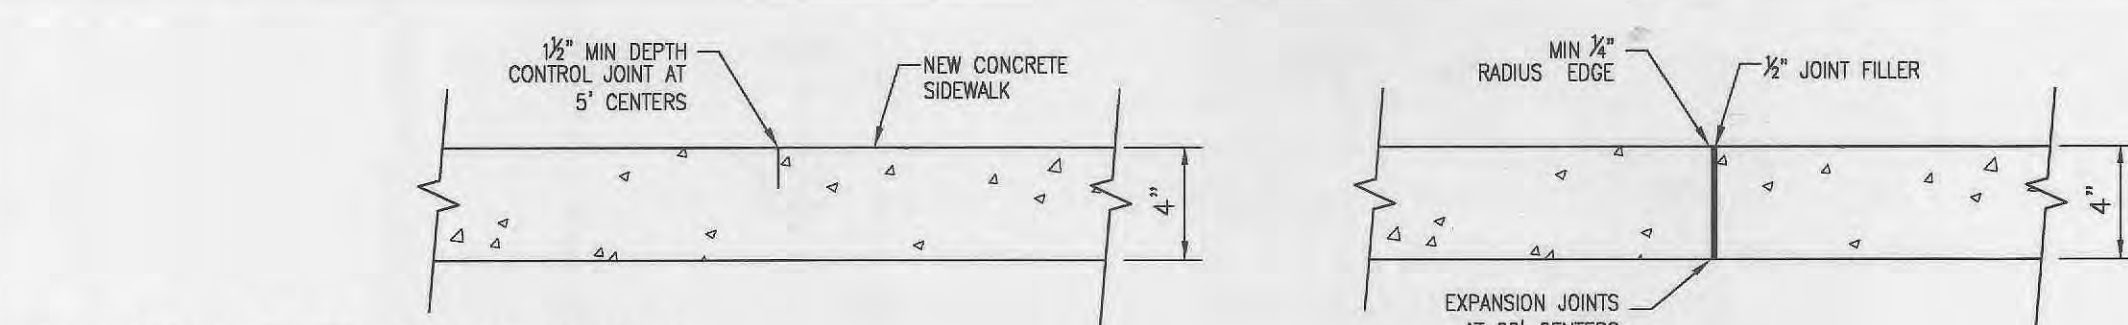 1½" MIN DEPTH
CONTROL JOINT AT
5' CENTERS
NEW CONCRETE
SIDEWALK
4"
MIN ¼"
RADIUS EDGE
½" JOINT FILLER
4"
EXPANSION JOINTS
CENTERS